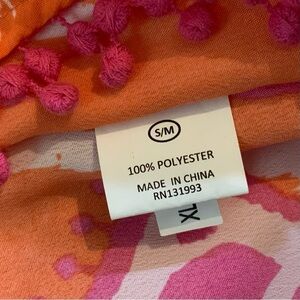 S/M
100% POLYESTER
MADE IN CHINA
RN131993
XL